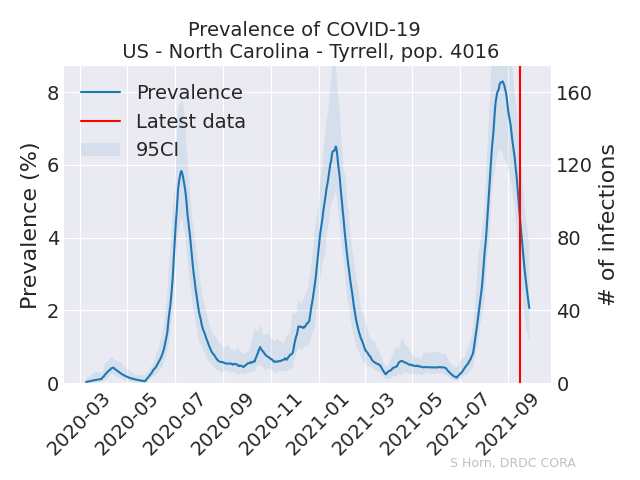 Prevalence of COVID-19
US - North Carolina - Tyrrell, pop. 4016
Prevalence
Latest data
95CI
Prevalence (%)
8
6
4
2
0
# of infections
160
120
80
40
0
2020-03
2020-05
2020-07
2020-09
2020-11
2021-01
2021-03
2021-05
2021-07
2021-09
S Horn, DRDC CORA